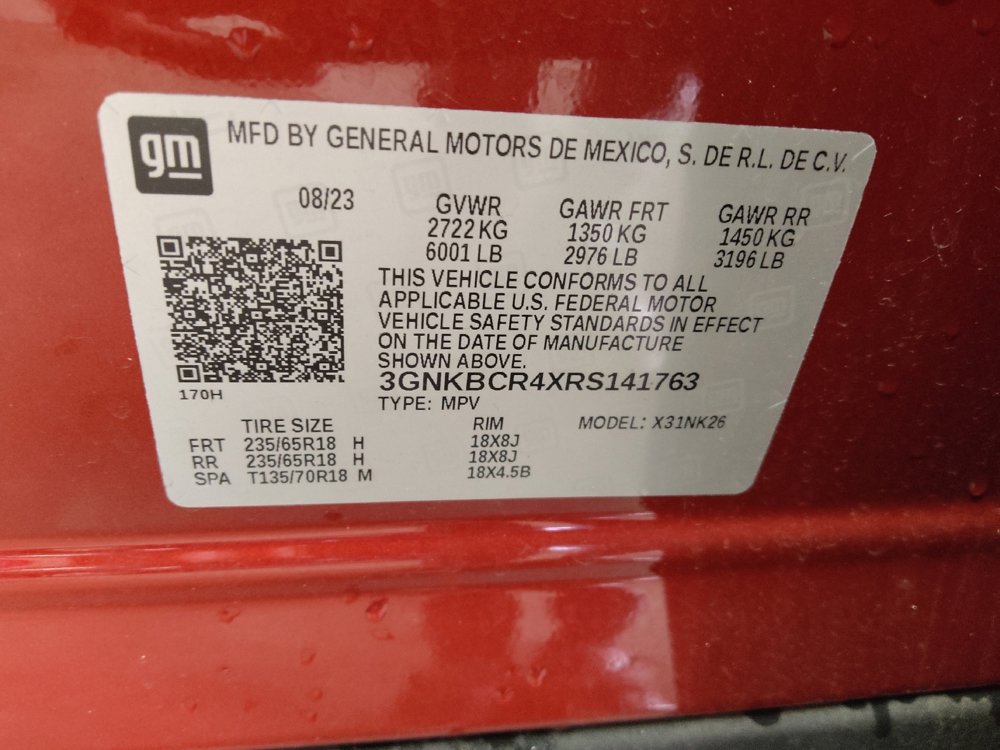 gm
MFD BY GENERAL MOTORS DE MEXICO, S. DE R.L. DE C.V.
08/23 GVWR GAWR FRT GAWR RR
2722 KG 1350 KG 1450 KG
6001 LB 2976 LB 3196 LB
THIS VEHICLE CONFORMS TO ALL
APPLICABLE U.S. FEDERAL MOTOR
VEHICLE SAFETY STANDARDS IN EFFECT
ON THE DATE OF MANUFACTURE
SHOWN ABOVE.
3GNKBCR4XRS141763
170H
TYPE: MPV
TIRE SIZE RIM MODEL: X31NK26
FRT 235/65R18 H 18X8J
RR 235/65R18 H 18X8J
SPA T135/70R18 M 18X4.5B